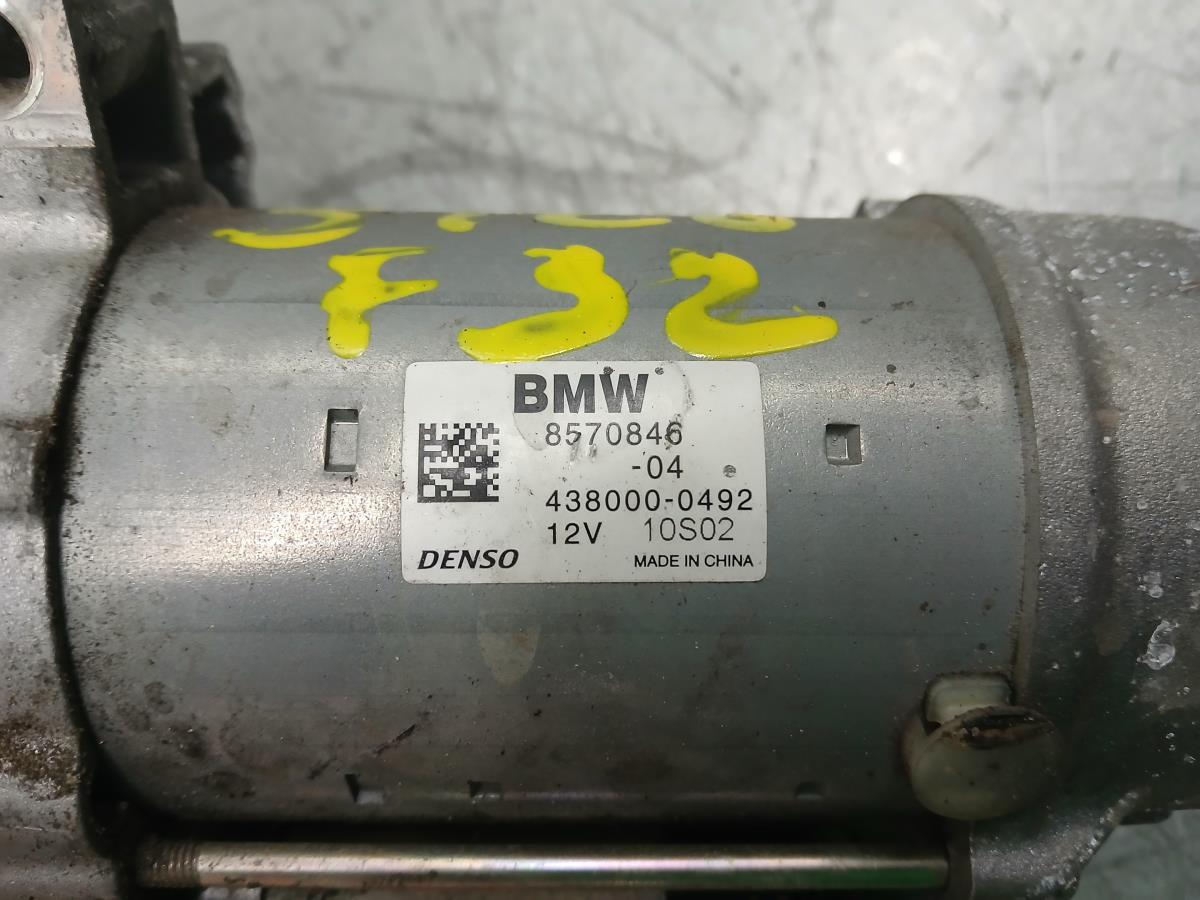 F32
BMW
8570846
-04
438000-0492
12V 10S02
DENSO MADE IN CHINA